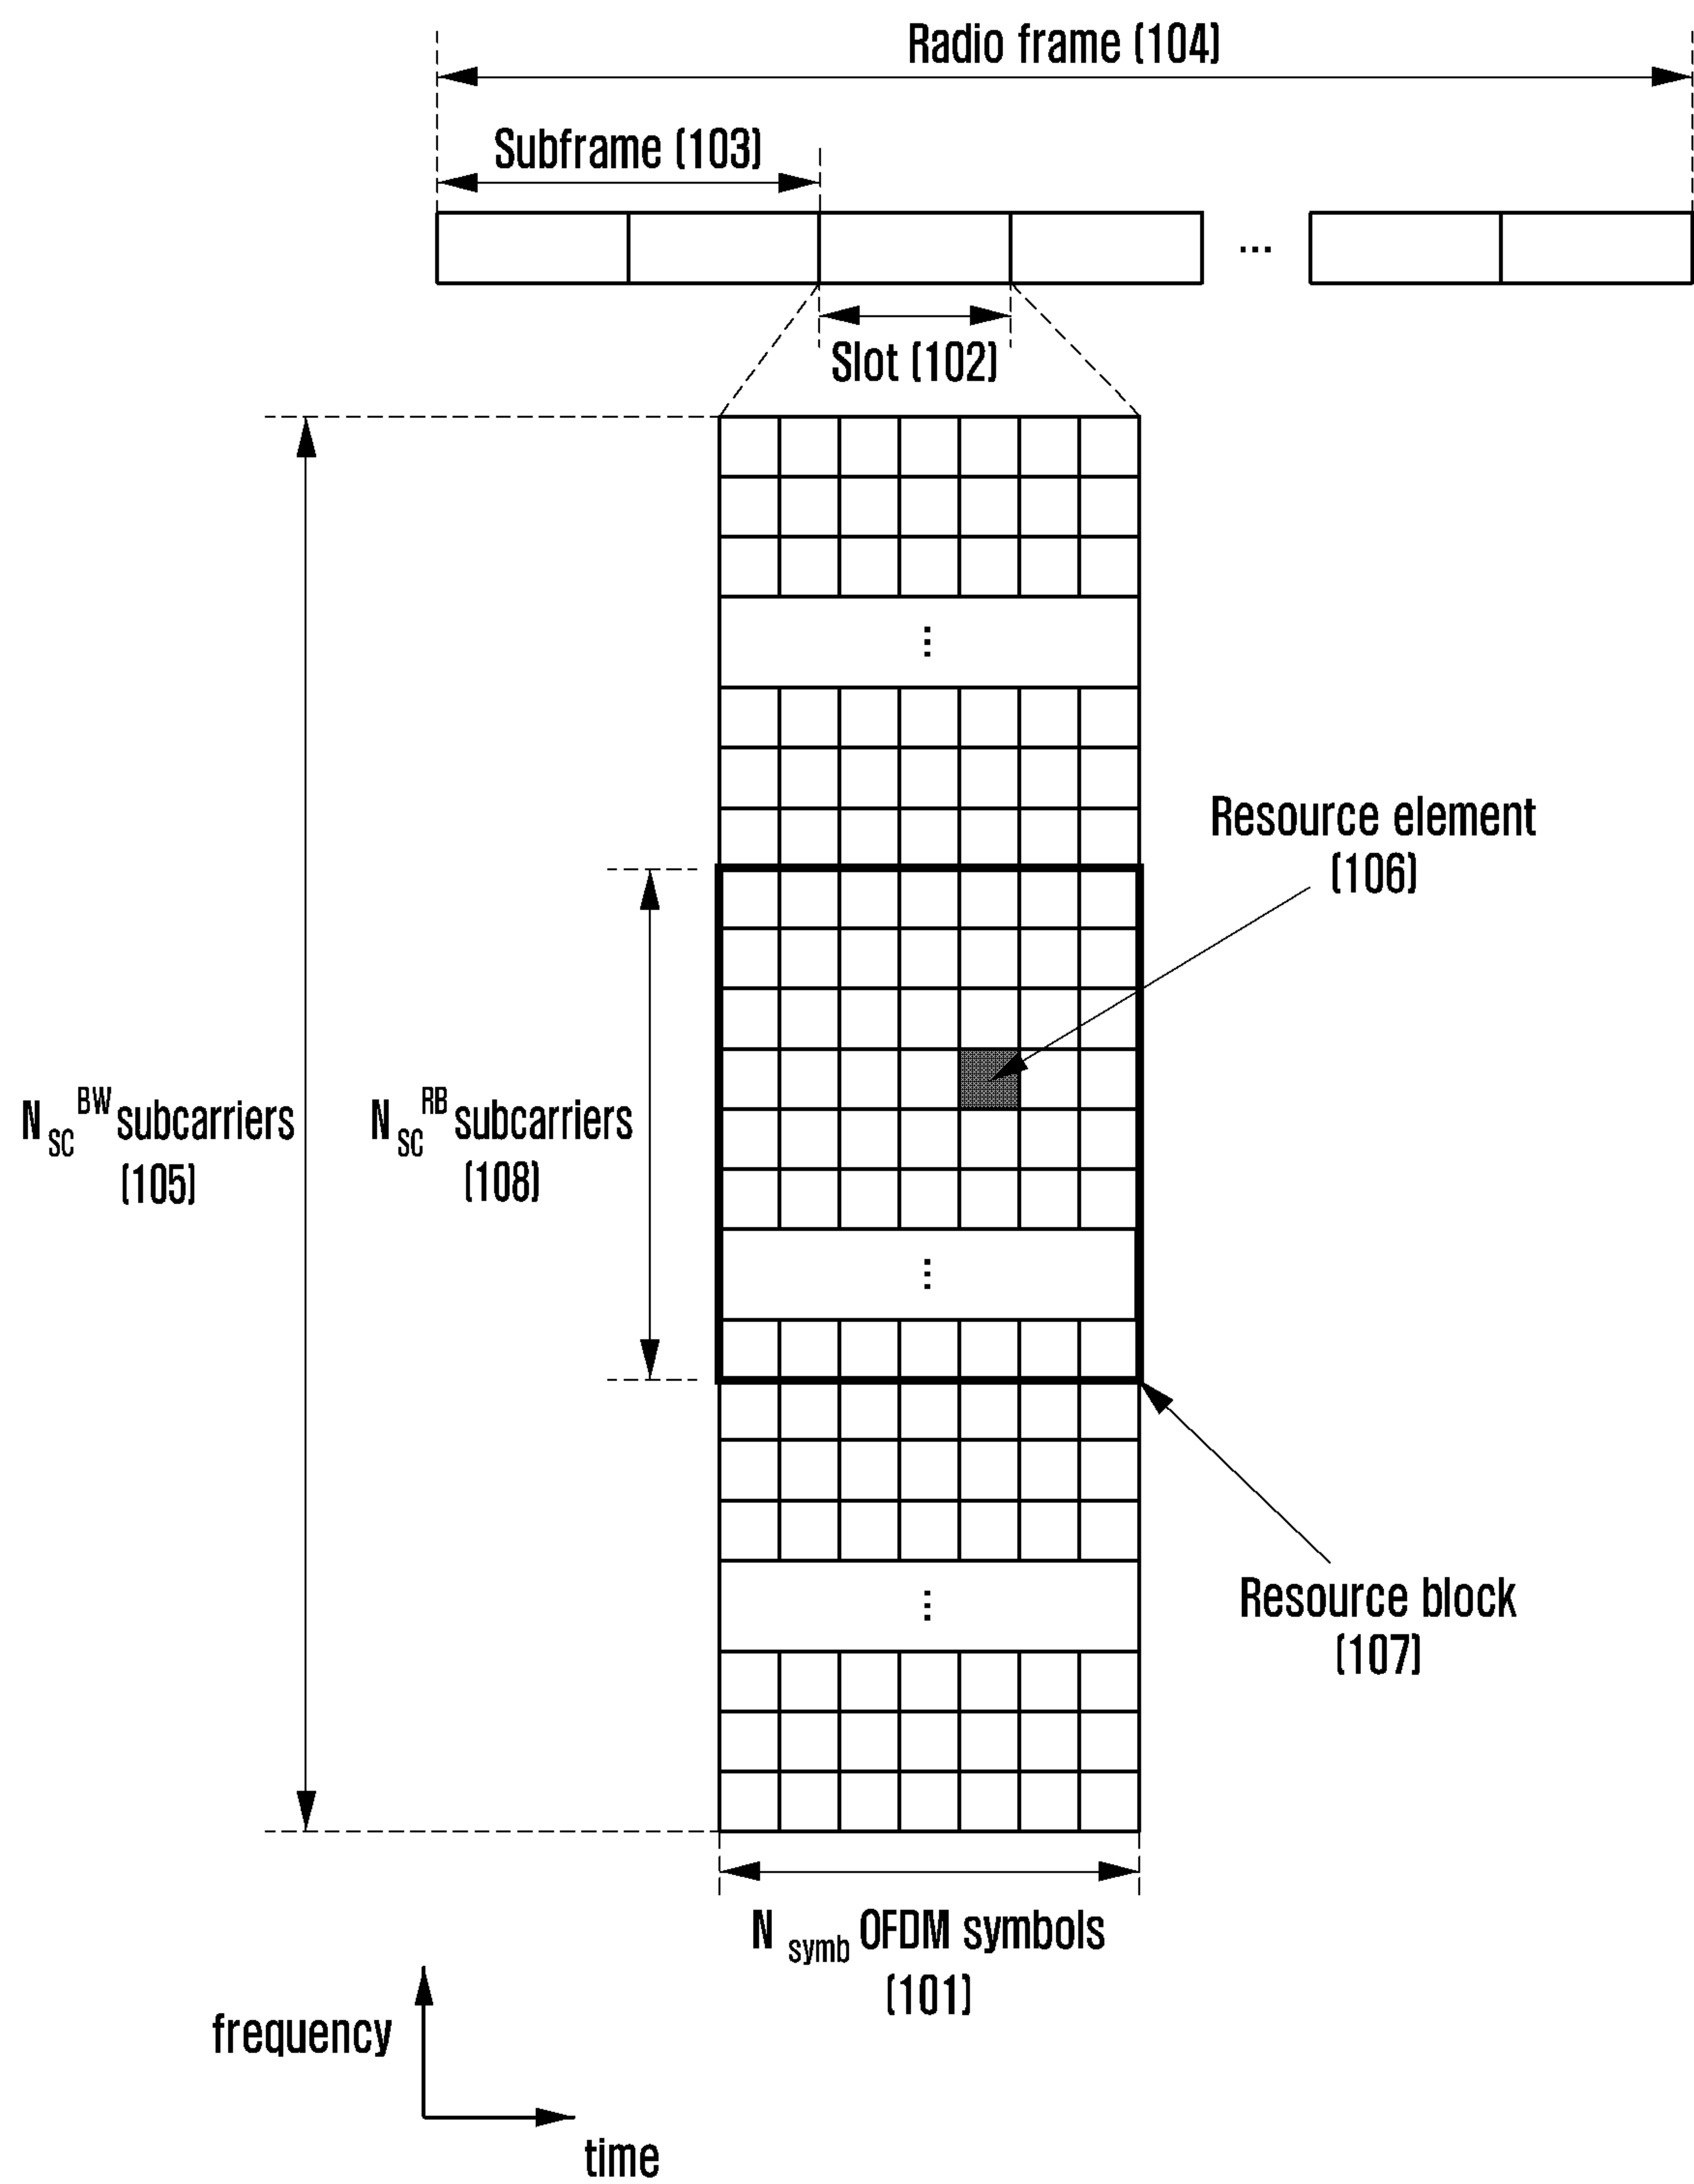 Radio frame (104)
Subframe (103)
...
Slot (102)
⋮
Resource element
(106)
N SC BW subcarriers
(105)
N SC RB subcarriers
(108)
⋮
Resource block
(107)
⋮
N symb OFDM symbols
(101)
frequency
time